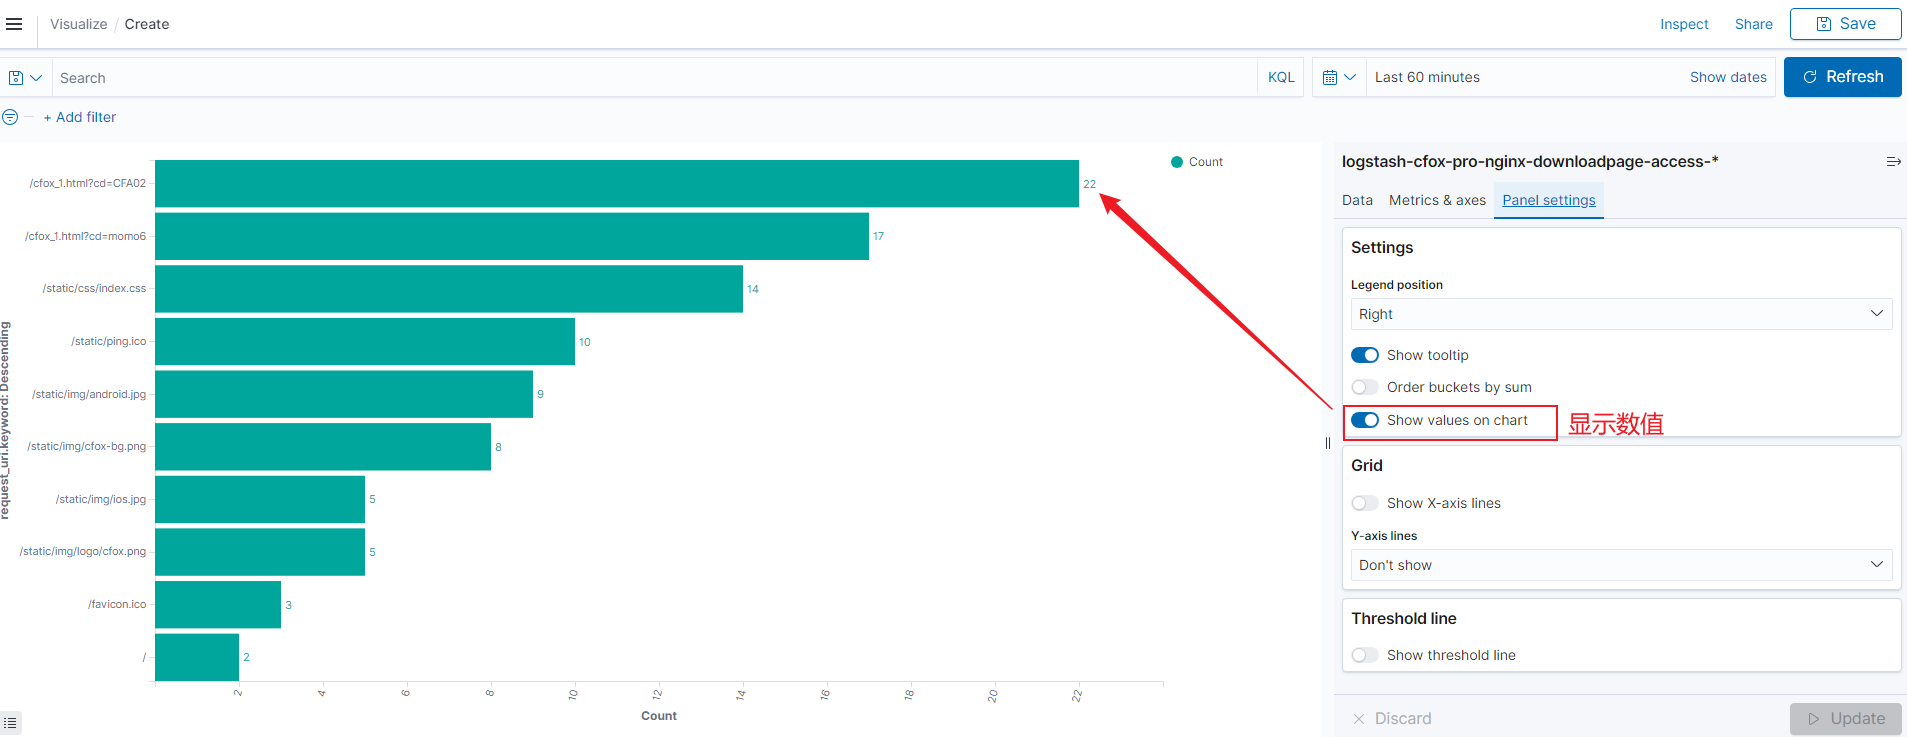 Visualize / Create
Inspect
Share
Save
Search
KQL
Last 60 minutes
Show dates
Refresh
+ Add filter
request_uri.keyword: Descending
/cfox_1.html?cd=CFA02
22
/cfox_1.html?cd=momo6
17
/static/css/index.css
14
/static/ping.ico
10
/static/img/android.jpg
9
/static/img/cfox-bg.png
8
/static/img/ios.jpg
5
/static/img/logo/cfox.png
5
/favicon.ico
3
/
2
2 4 6 8 10 12 14 16 18 20 22
Count
Count
logstash-cfox-pro-nginx-downloadpage-access-*
Data
Metrics & axes
Panel settings
Settings
Legend position
Right
Show tooltip
Order buckets by sum
Show values on chart
显示数值
Grid
Show X-axis lines
Y-axis lines
Don't show
Threshold line
Show threshold line
Discard
Update